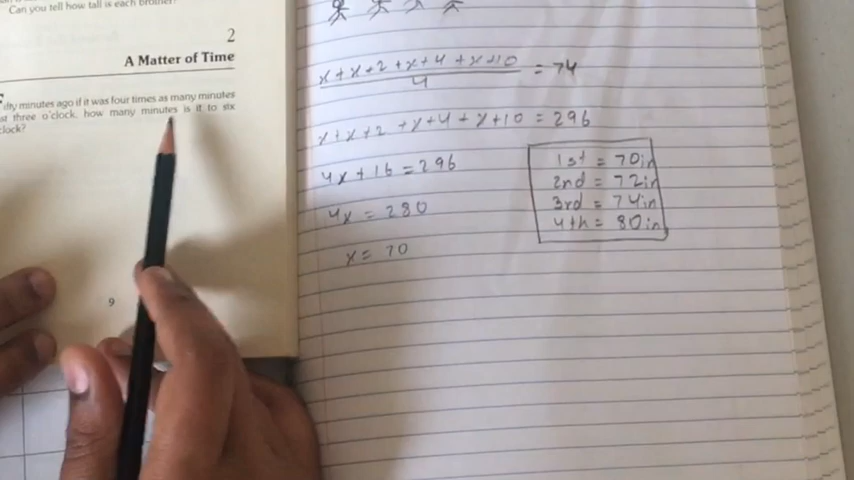 Can you tell how tall is each brother?
2
A Matter of Time
Fifty minutes ago if it was four times as many minutes
st three o'clock, how many minutes is it to six
clock?
9
x+x+2+x+4+x+10
4
= 74
x+x+2+x+4+x+10 = 296
4x+16=296
4x = 280
x = 70
1st = 70in
2nd = 72in
3rd = 74in
4th = 80in